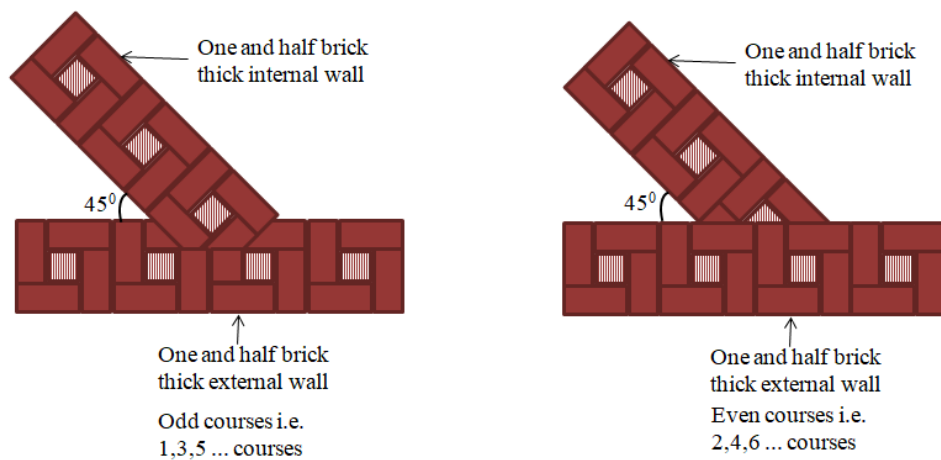 One and half brick
thick internal wall
45⁰
One and half brick
thick external wall
Odd courses i.e.
1,3,5 ... courses
One and half brick
thick internal wall
45⁰
One and half brick
thick external wall
Even courses i.e.
2,4,6 ... courses